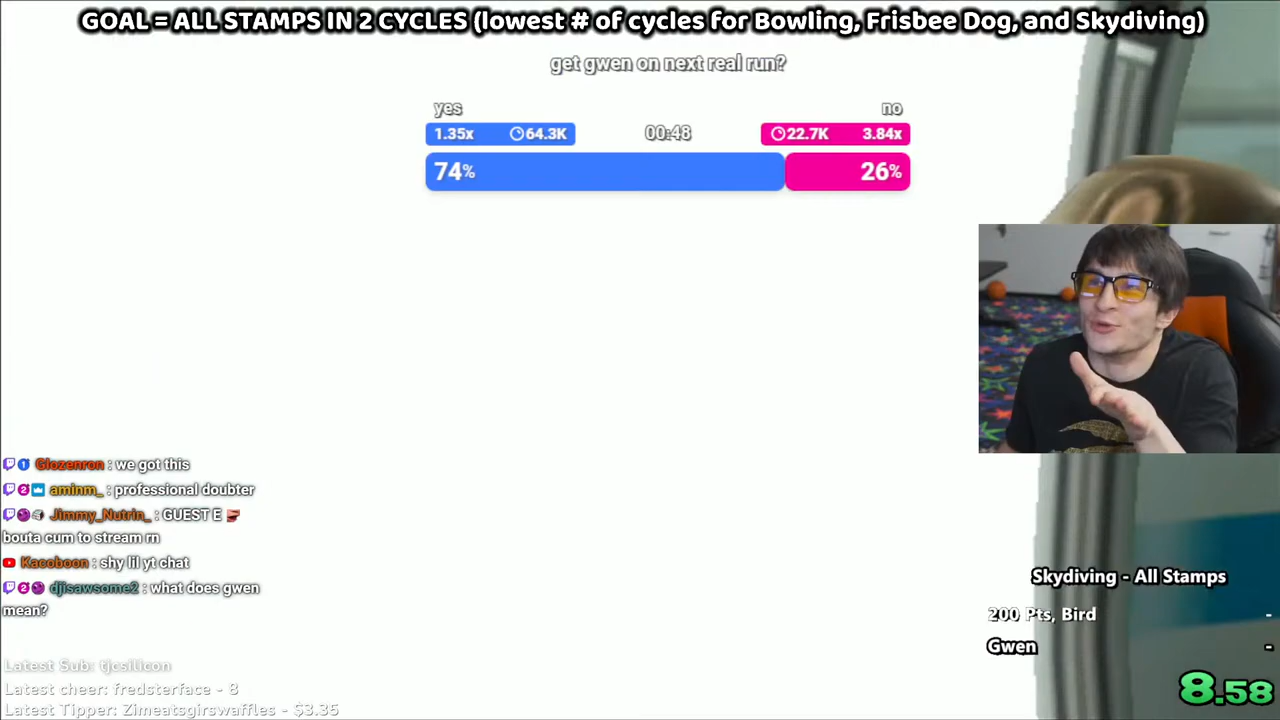 GOAL = ALL STAMPS IN 2 CYCLES (lowest # of cycles for Bowling, Frisbee Dog, and Skydiving)
get gwen on next real run?
yes no
1.35x 64.3K 00:48 22.7K 3.84x
74% 26%
Glozenron : we got this
aminm_ : professional doubter
Jimmy_Nutrin_ : GUEST E
bouta cum to stream rn
Kacoboon : shy lil yt chat
djisawsome2 : what does gwen
mean?
Latest Sub: tjcsilicon
Latest cheer: fredsterface - 8
Latest Tipper: Zimeatsgirswaffles - $3.35
Skydiving - All Stamps
200 Pts, Bird -
Gwen -
8.58